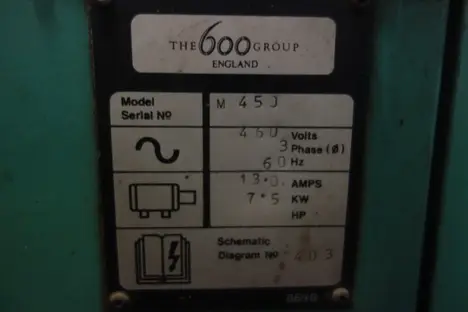 THE 600 GROUP
ENGLAND
Model M 450
Serial Nº
460 Volts
3 Phase (Ø)
60 Hz
13·0 AMPS
7·5 KW
HP
Schematic
Diagram Nº 403